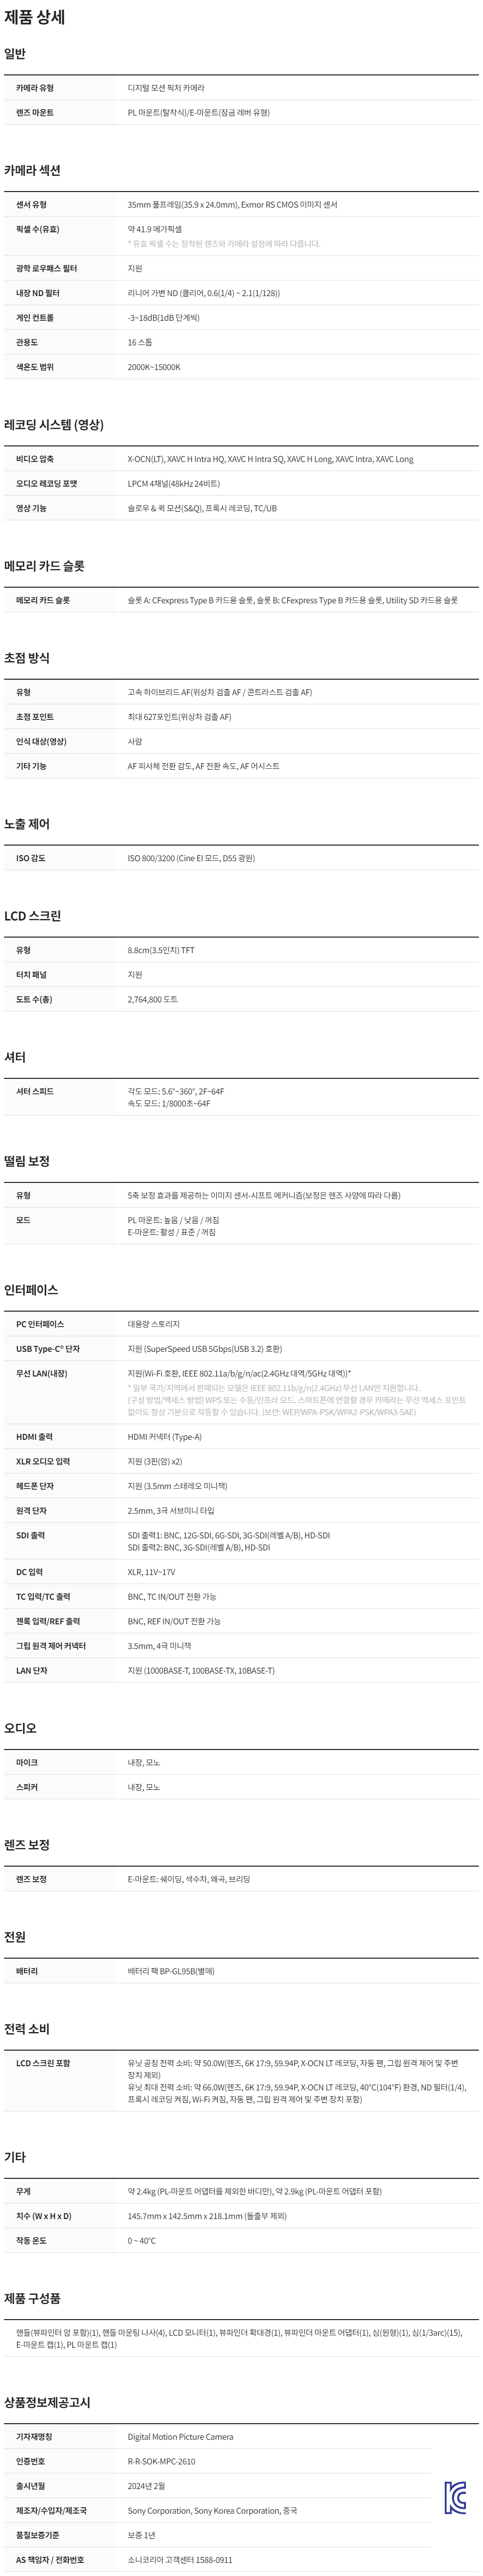 제품 상세
일반
카메라 유형 디지털 모션 픽처 카메라
렌즈 마운트 PL 마운트(탈착식)/E-마운트(잠금 레버 유형)
카메라 섹션
센서 유형 35mm 풀프레임(35.9 x 24.0mm), Exmor RS CMOS 이미지 센서
픽셀 수(유효) 약 41.9 메가픽셀
* 유효 픽셀 수는 장착된 렌즈와 카메라 설정에 따라 다릅니다.
광학 로우패스 필터 지원
내장 ND 필터 리니어 가변 ND (클리어, 0.6(1/4) ~ 2.1(1/128))
게인 컨트롤 -3~18dB(1dB 단계씩)
관용도 16 스톱
색온도 범위 2000K~15000K
레코딩 시스템 (영상)
비디오 압축 X-OCN(LT), XAVC H Intra HQ, XAVC H Intra SQ, XAVC H Long, XAVC Intra, XAVC Long
오디오 레코딩 포맷 LPCM 4채널(48kHz 24비트)
영상 기능 슬로우 & 퀵 모션(S&Q), 프록시 레코딩, TC/UB
메모리 카드 슬롯
메모리 카드 슬롯 슬롯 A: CFexpress Type B 카드용 슬롯, 슬롯 B: CFexpress Type B 카드용 슬롯, Utility SD 카드용 슬롯
초점 방식
유형 고속 하이브리드 AF(위상차 검출 AF / 콘트라스트 검출 AF)
초점 포인트 최대 627포인트(위상차 검출 AF)
인식 대상(영상) 사람
기타 기능 AF 피사체 전환 감도, AF 전환 속도, AF 어시스트
노출 제어
ISO 감도 ISO 800/3200 (Cine EI 모드, D55 광원)
LCD 스크린
유형 8.8cm(3.5인치) TFT
터치 패널 지원
도트 수(총) 2,764,800 도트
셔터
셔터 스피드 각도 모드: 5.6°~360°, 2F~64F
속도 모드: 1/8000초~64F
떨림 보정
유형 5축 보정 효과를 제공하는 이미지 센서-시프트 메커니즘(보정은 렌즈 사양에 따라 다름)
모드 PL 마운트: 높음 / 낮음 / 꺼짐
E-마운트: 활성 / 표준 / 꺼짐
인터페이스
PC 인터페이스 대용량 스토리지
USB Type-C® 단자 지원 (SuperSpeed USB 5Gbps(USB 3.2) 호환)
무선 LAN(내장) 지원(Wi-Fi 호환, IEEE 802.11a/b/g/n/ac(2.4GHz 대역/5GHz 대역))*
* 일부 국가/지역에서 판매되는 모델은 IEEE 802.11b/g/n(2.4GHz) 무선 LAN만 지원합니다.
(구성 방법/액세스 방법) WPS 또는 수동/인프라 모드. 스마트폰에 연결할 경우 카메라는 무선 액세스 포인트
없이도 항상 기본으로 작동할 수 있습니다. (보안: WEP/WPA-PSK/WPA2-PSK/WPA3-SAE)
HDMI 출력 HDMI 커넥터 (Type-A)
XLR 오디오 입력 지원 (3핀(암) x2)
헤드폰 단자 지원 (3.5mm 스테레오 미니잭)
원격 단자 2.5mm, 3극 서브미니 타입
SDI 출력 SDI 출력1: BNC, 12G-SDI, 6G-SDI, 3G-SDI(레벨 A/B), HD-SDI
SDI 출력2: BNC, 3G-SDI(레벨 A/B), HD-SDI
DC 입력 XLR, 11V~17V
TC 입력/TC 출력 BNC, TC IN/OUT 전환 가능
젠록 입력/REF 출력 BNC, REF IN/OUT 전환 가능
그립 원격 제어 커넥터 3.5mm, 4극 미니잭
LAN 단자 지원 (1000BASE-T, 100BASE-TX, 10BASE-T)
오디오
마이크 내장, 모노
스피커 내장, 모노
렌즈 보정
렌즈 보정 E-마운트: 쉐이딩, 색수차, 왜곡, 브리딩
전원
배터리 배터리 팩 BP-GL95B(별매)
전력 소비
LCD 스크린 포함 유닛 공칭 전력 소비: 약 50.0W(렌즈, 6K 17:9, 59.94P, X-OCN LT 레코딩, 자동 팬, 그립 원격 제어 및 주변
장치 제외)
유닛 최대 전력 소비: 약 66.0W(렌즈, 6K 17:9, 59.94P, X-OCN LT 레코딩, 40°C(104°F) 환경, ND 필터(1/4),
프록시 레코딩 켜짐, Wi-Fi 켜짐, 자동 팬, 그립 원격 제어 및 주변 장치 포함)
기타
무게 약 2.4kg (PL-마운트 어댑터를 제외한 바디만), 약 2.9kg (PL-마운트 어댑터 포함)
치수 (W x H x D) 145.7mm x 142.5mm x 218.1mm (돌출부 제외)
작동 온도 0 ~ 40°C
제품 구성품
핸들(뷰파인더 암 포함)(1), 핸들 마운팅 나사(4), LCD 모니터(1), 뷰파인더 확대경(1), 뷰파인더 마운트 어댑터(1), 심(원형)(1), 심(1/3arc)(15),
E-마운트 캡(1), PL 마운트 캡(1)
상품정보제공고시
기자재명칭 Digital Motion Picture Camera
인증번호 R-R-SOK-MPC-2610
출시년월 2024년 2월
제조자/수입자/제조국 Sony Corporation, Sony Korea Corporation, 중국
품질보증기준 보증 1년
AS 책임자 / 전화번호 소니코리아 고객센터 1588-0911